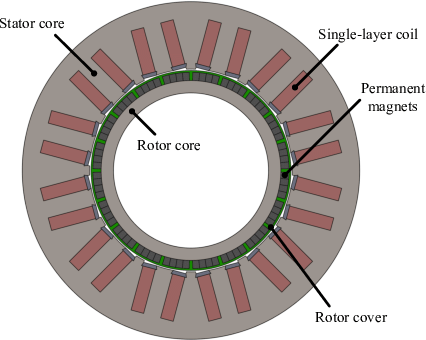 Stator core
Single-layer coil
Permanent
magnets
Rotor core
Rotor cover